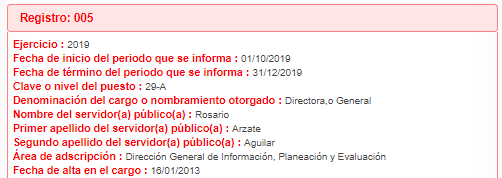 Registro: 005
Ejercicio : 2019
Fecha de inicio del periodo que se informa : 01/10/2019
Fecha de término del periodo que se informa : 31/12/2019
Clave o nivel del puesto : 29-A
Denominación del cargo o nombramiento otorgado : Directora,o General
Nombre del servidor(a) público(a) : Rosario
Primer apellido del servidor(a) público(a) : Arzate
Segundo apellido del servidor(a) público(a) : Aguilar
Área de adscripción : Dirección General de Información, Planeación y Evaluación
Fecha de alta en el cargo : 16/01/2013